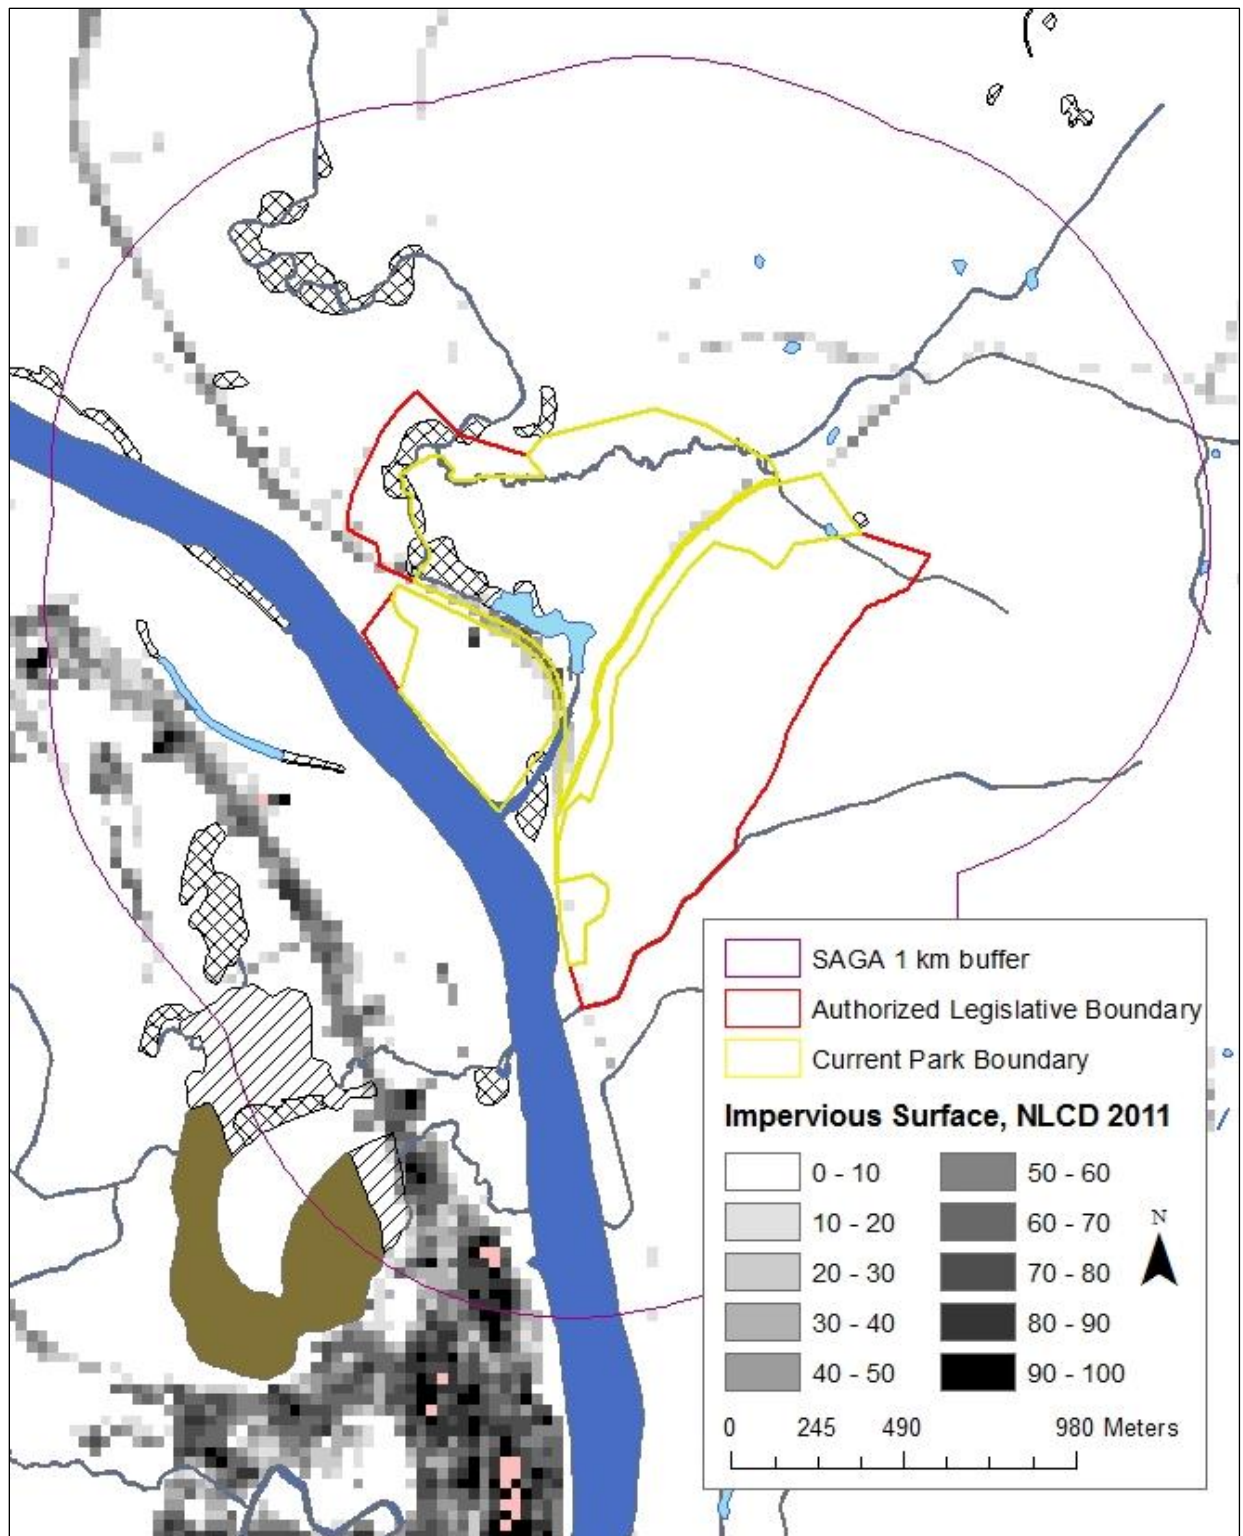 SAGA 1 km buffer
Authorized Legislative Boundary
Current Park Boundary
Impervious Surface, NLCD 2011
0 - 10 50 - 60
10 - 20 60 - 70
20 - 30 70 - 80
30 - 40 80 - 90
40 - 50 90 - 100
N
0 245 490 980 Meters